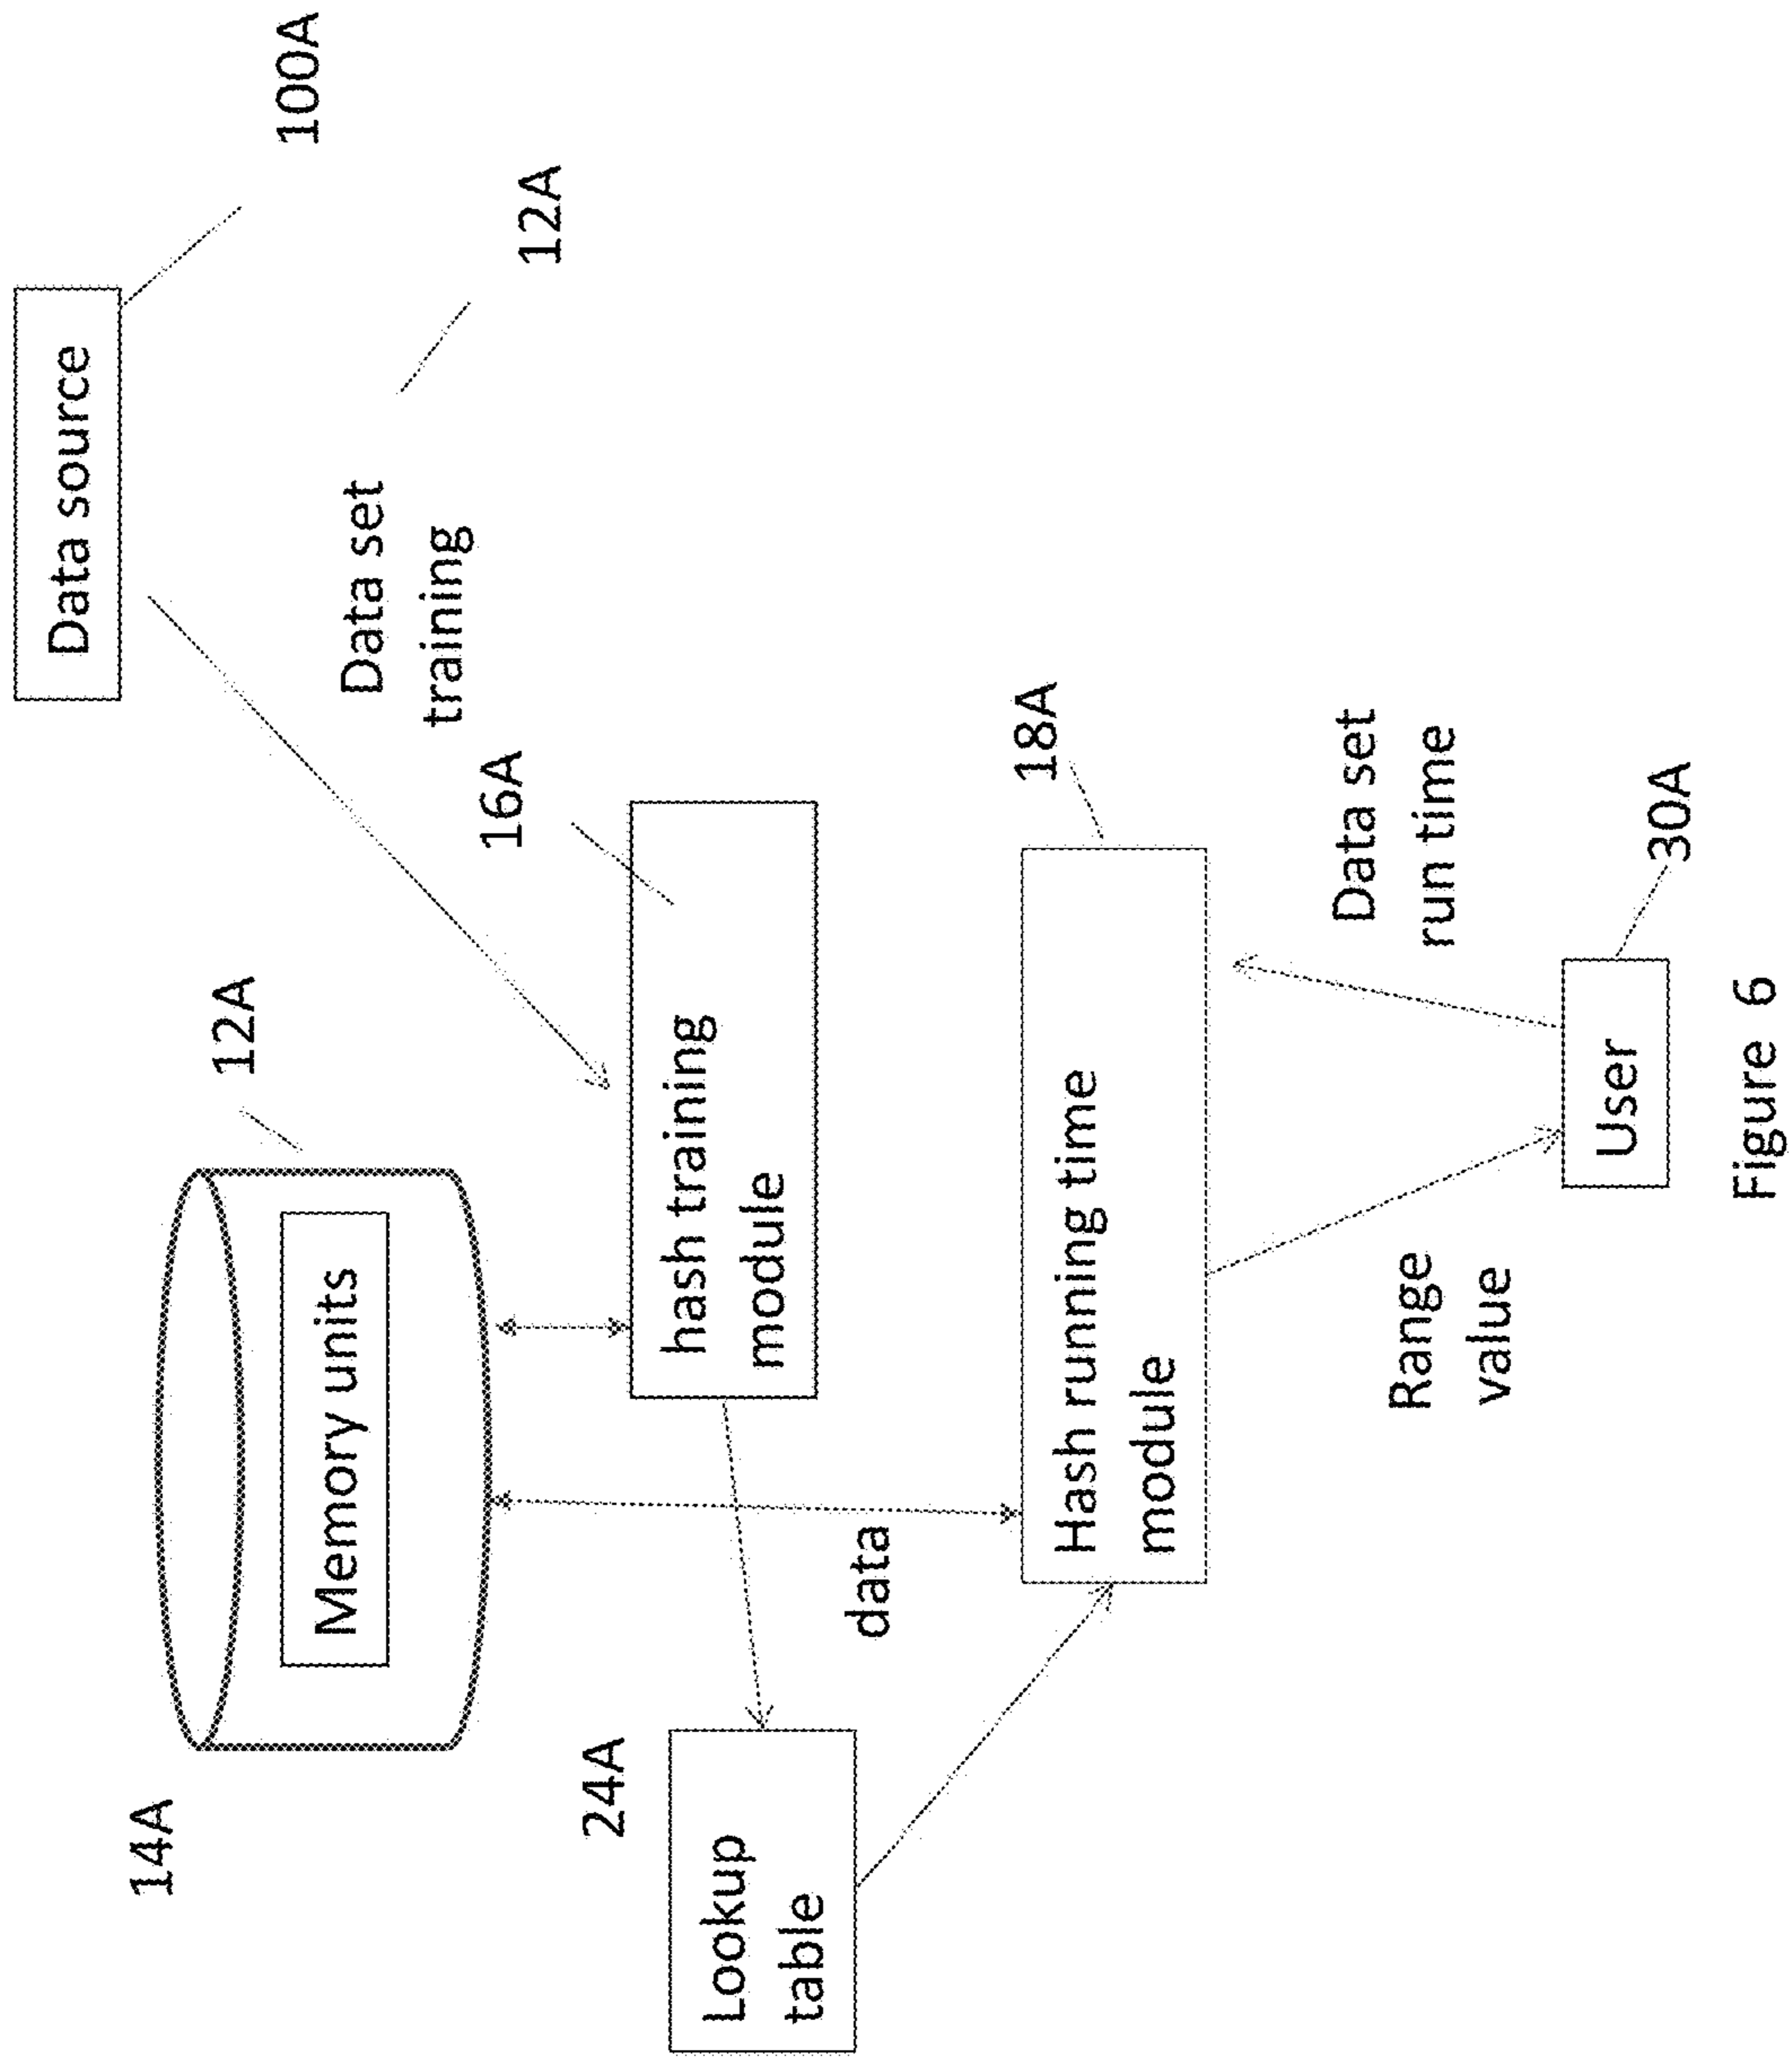 100A
Data source
12A
Data set
training
16A
12A
14A
Memory units
hash training
module
24A
Lookup
table
data
18A
Hash running time
module
Data set
run time
Range
value
30A
User
Figure 6